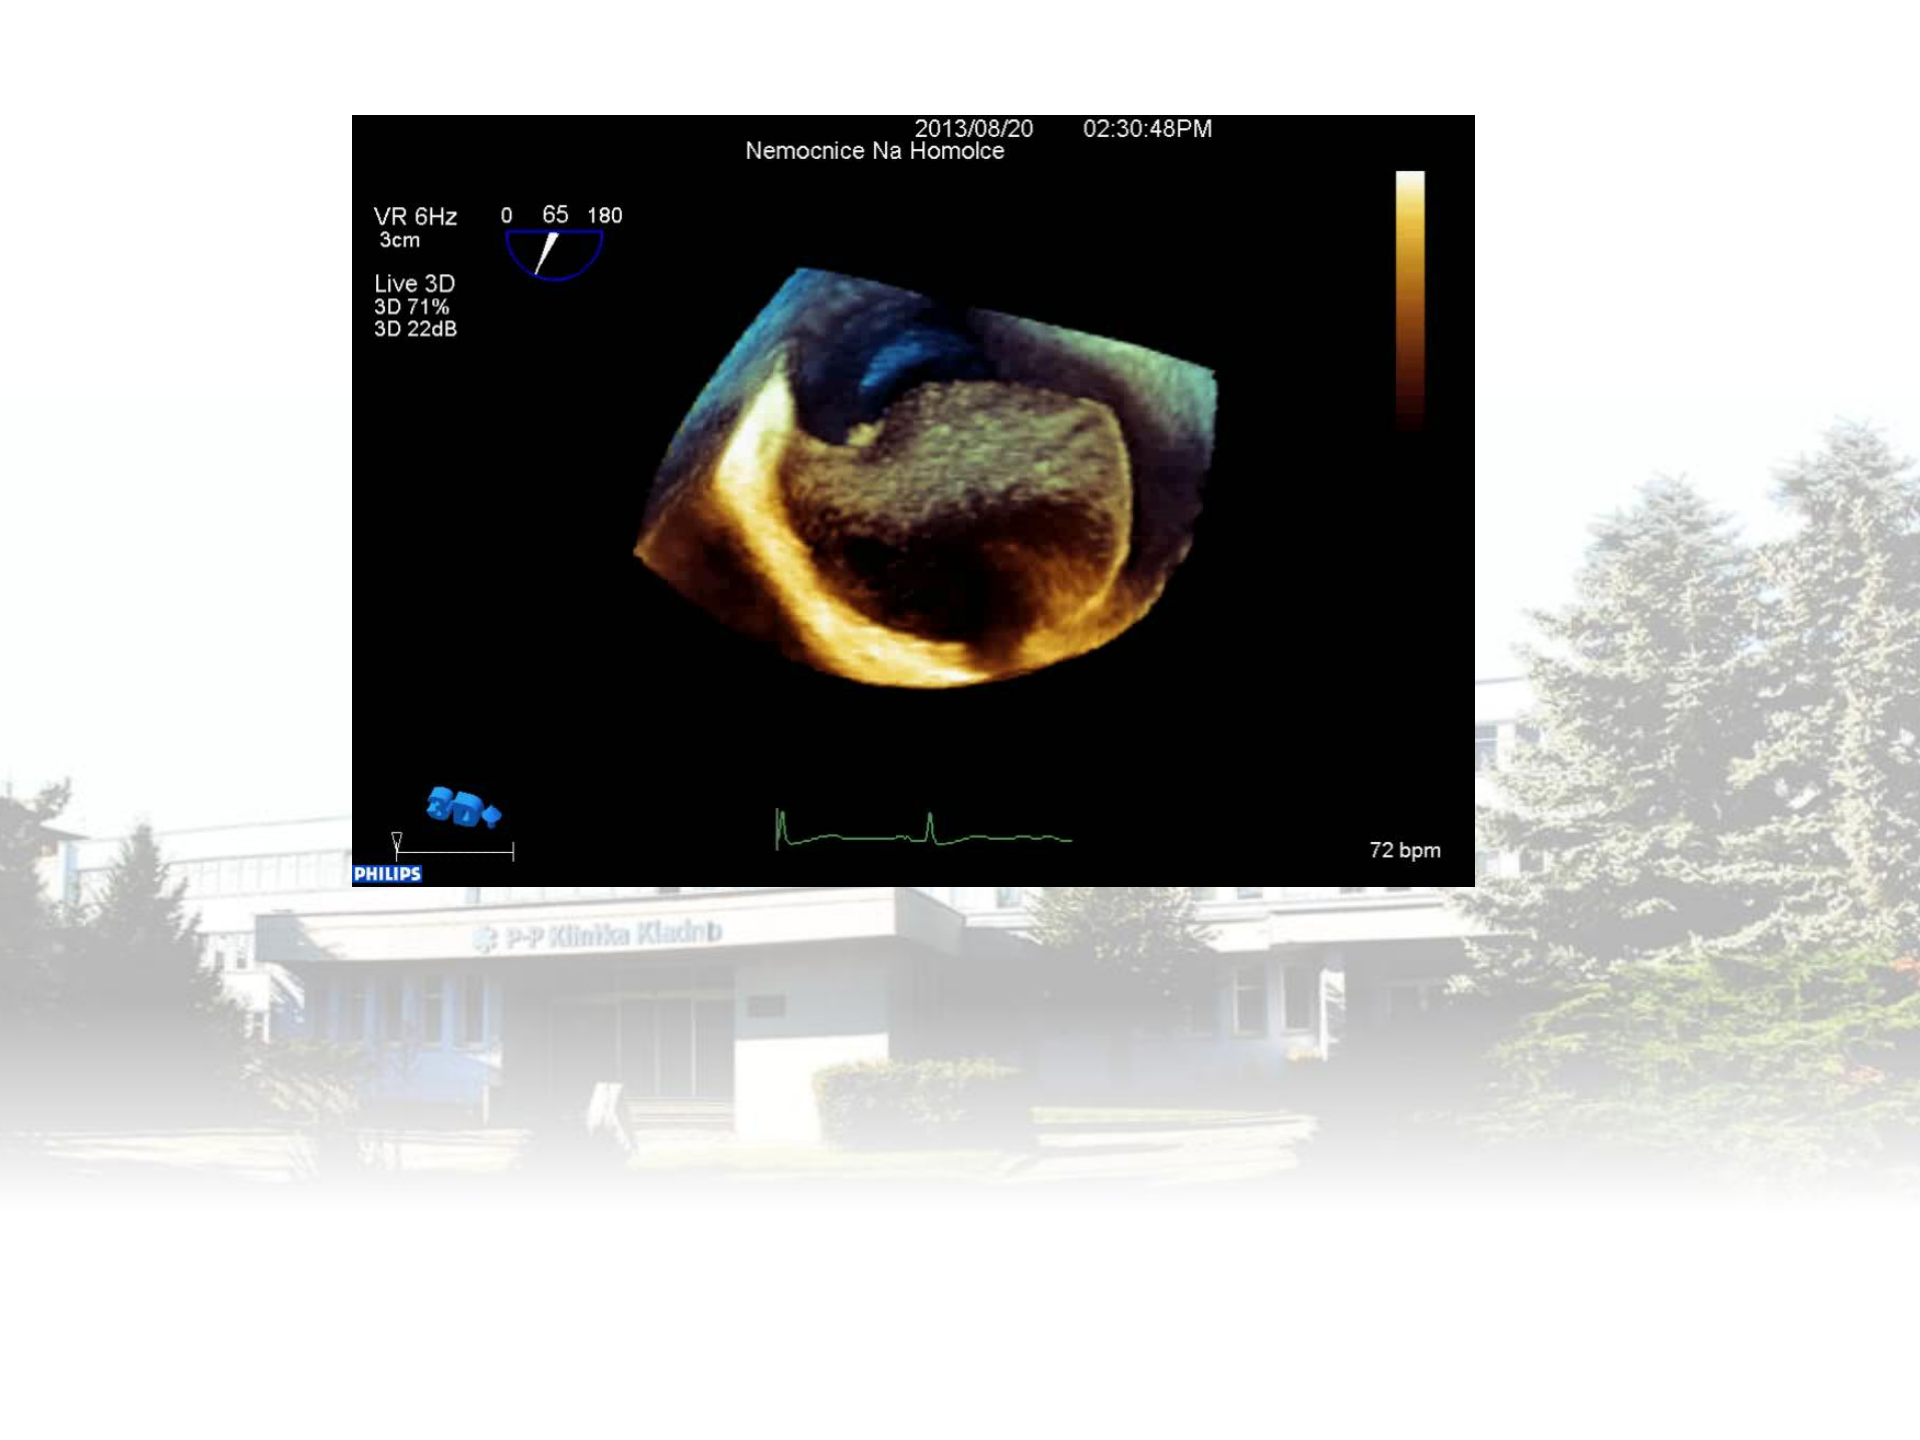 2013/08/20 02:30:48PM
Nemocnice Na Homolce
VR 6Hz
3cm
0 65 180
Live 3D
3D 71%
3D 22dB
3D
72 bpm
PHILIPS
P-P Klinika Kladno